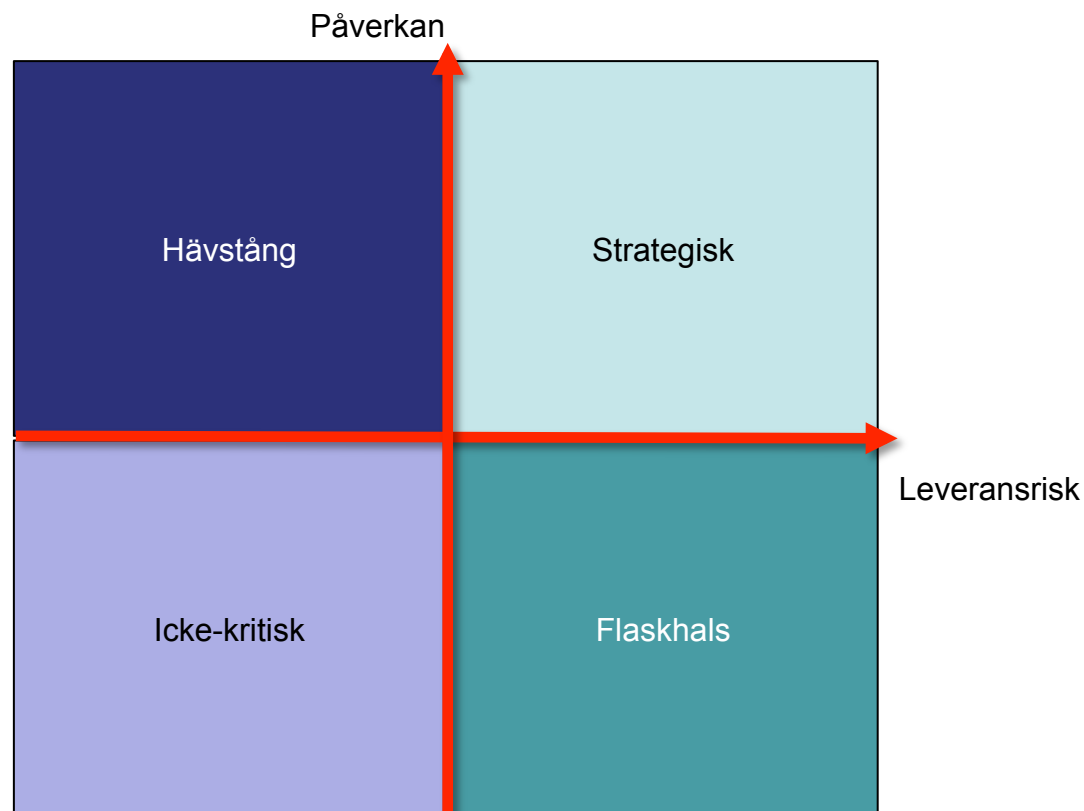 Påverkan
Hävstång
Strategisk
Leveransrisk
Icke-kritisk
Flaskhals